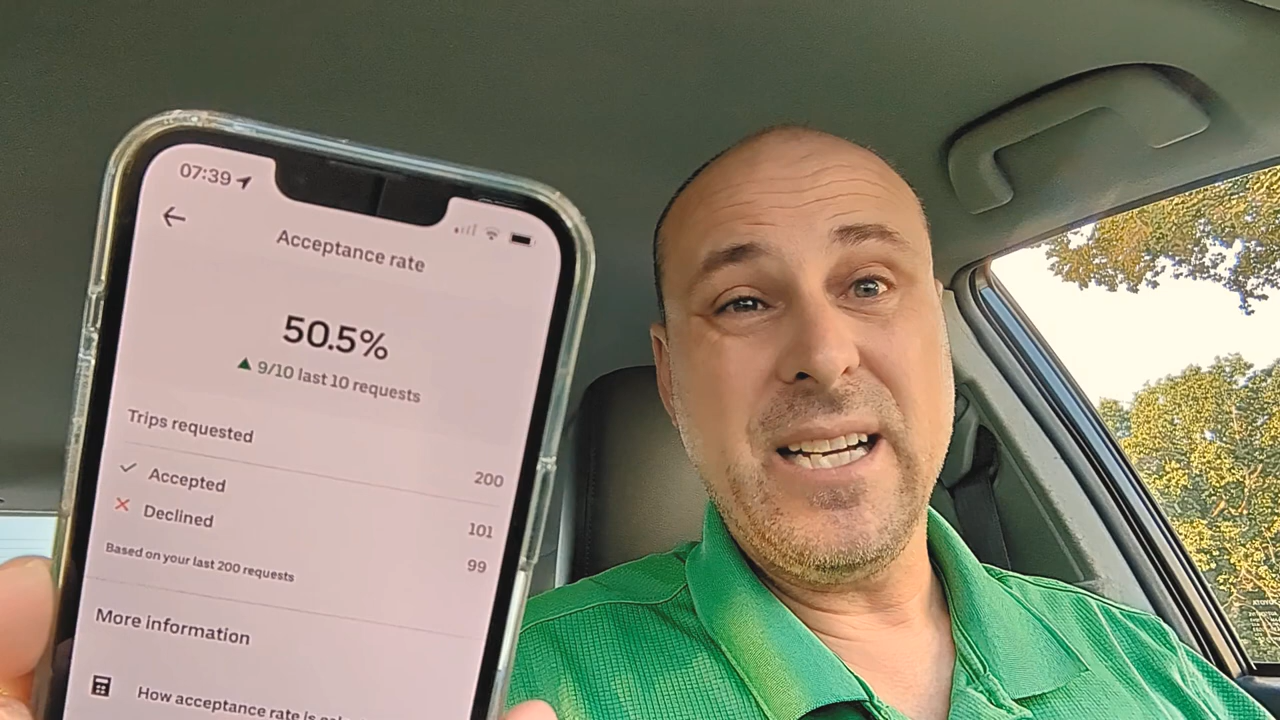 07:39
Acceptance rate
50.5%
9/10 last 10 requests
Trips requested 200
Accepted 101
Declined 99
Based on your last 200 requests
More information
How acceptance rate is